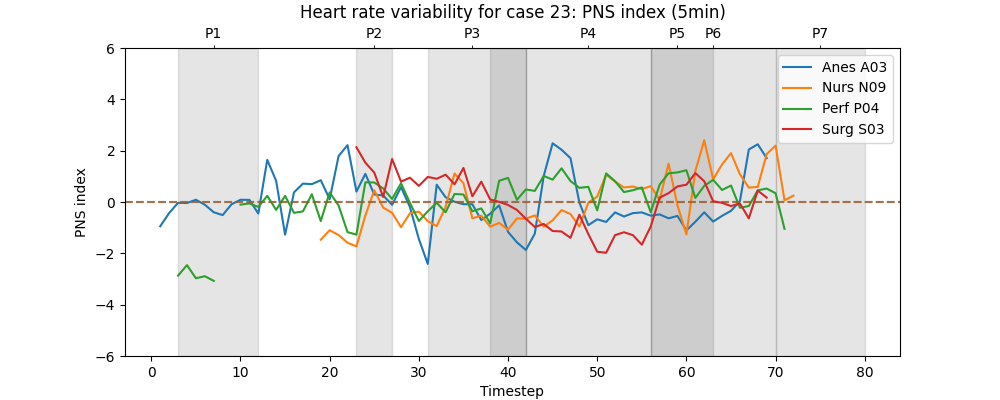 Heart rate variability for case 23: PNS index (5min)
P1 P2 P3 P4 P5 P6 P7
6
4
2
0
−2
−4
−6
PNS index
Anes A03
Nurs N09
Perf P04
Surg S03
0 10 20 30 40 50 60 70 80
Timestep